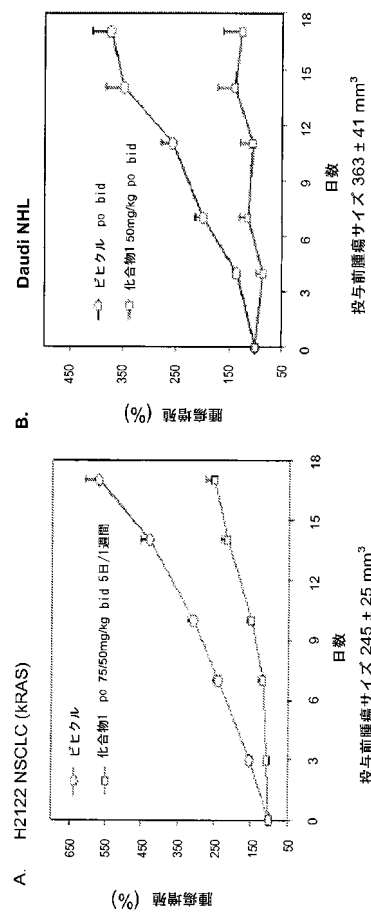 A. H2122 NSCLC (kRAS)
腫瘍増殖 (%)
650
550
450
350
250
150
50
ビヒクル
化合物1 po 75/50mg/kg bid 5日/1週間
0 3 6 9 12 15 18
日数
投与前腫瘍サイズ 245 ± 25 mm³
B. Daudi NHL
腫瘍増殖 (%)
450
350
250
150
50
ビヒクル po bid
化合物1 50mg/kg po bid
0 3 6 9 12 15 18
日数
投与前腫瘍サイズ 363 ± 41 mm³